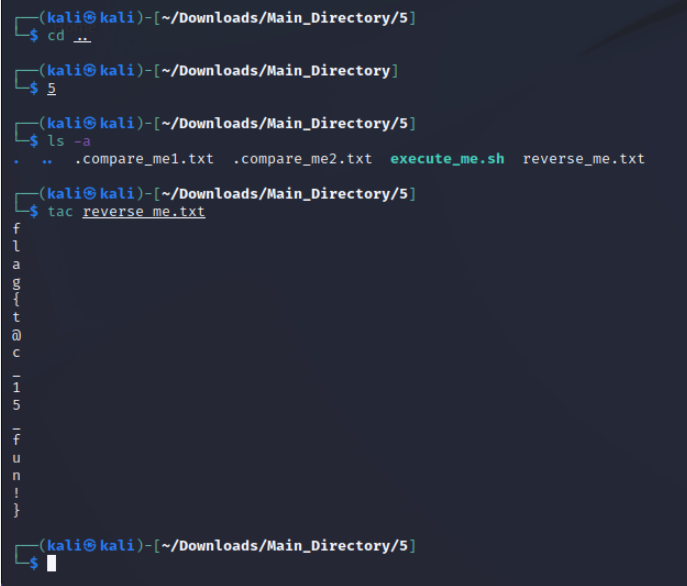 ┌──(kali㉿kali)-[~/Downloads/Main_Directory/5]
└─$ cd ..
┌──(kali㉿kali)-[~/Downloads/Main_Directory]
└─$ 5
┌──(kali㉿kali)-[~/Downloads/Main_Directory/5]
└─$ ls -a
.  ..  .compare_me1.txt  .compare_me2.txt  execute_me.sh  reverse_me.txt
┌──(kali㉿kali)-[~/Downloads/Main_Directory/5]
└─$ tac reverse_me.txt
f
l
a
g
{
t
@
c
_
1
5
_
f
u
n
!
}
┌──(kali㉿kali)-[~/Downloads/Main_Directory/5]
└─$